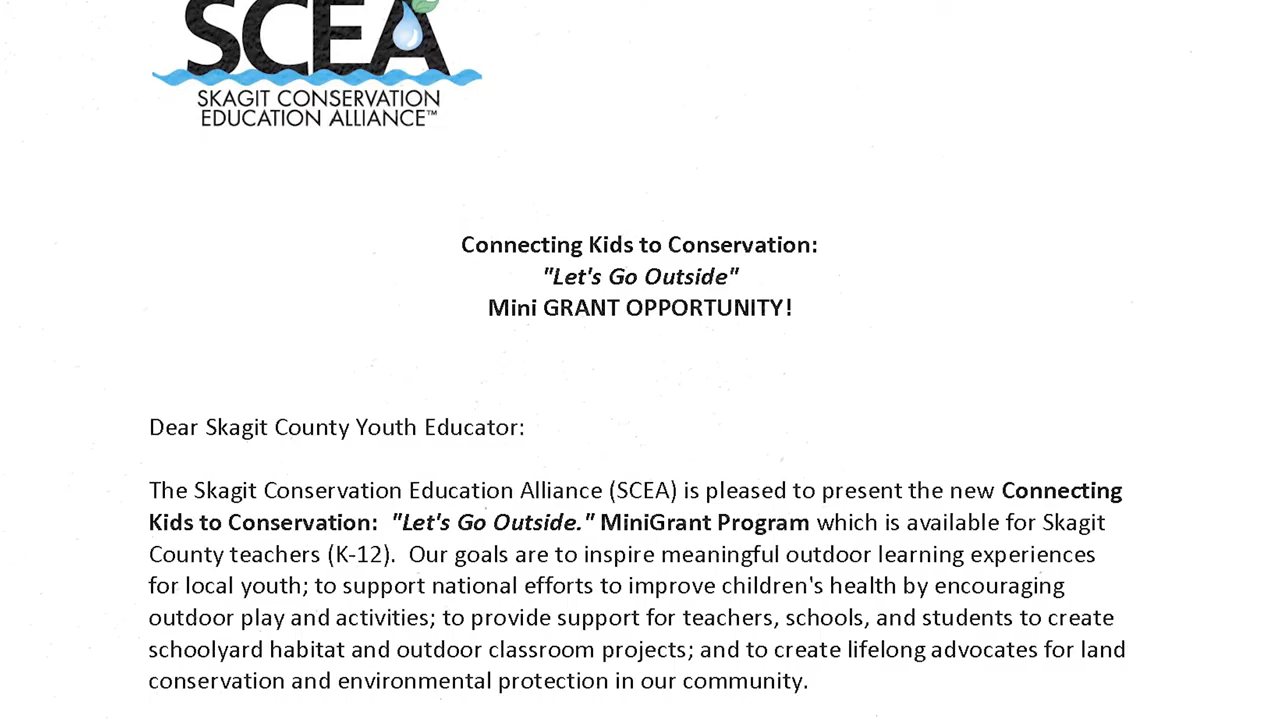 SCEA
SKAGIT CONSERVATION
EDUCATION ALLIANCE™
Connecting Kids to Conservation:
"Let's Go Outside"
Mini GRANT OPPORTUNITY!
Dear Skagit County Youth Educator:
The Skagit Conservation Education Alliance (SCEA) is pleased to present the new Connecting
Kids to Conservation:  "Let's Go Outside." MiniGrant Program which is available for Skagit
County teachers (K-12).  Our goals are to inspire meaningful outdoor learning experiences
for local youth; to support national efforts to improve children's health by encouraging
outdoor play and activities; to provide support for teachers, schools, and students to create
schoolyard habitat and outdoor classroom projects; and to create lifelong advocates for land
conservation and environmental protection in our community.